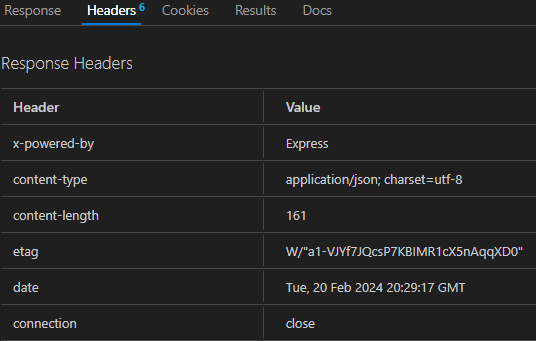 Response Headers 6 Cookies Results Docs
Response Headers
Header Value
x-powered-by Express
content-type application/json; charset=utf-8
content-length 161
etag W/"a1-VJYf7JQcsP7KBIMR1cX5nAqqXD0"
date Tue, 20 Feb 2024 20:29:17 GMT
connection close